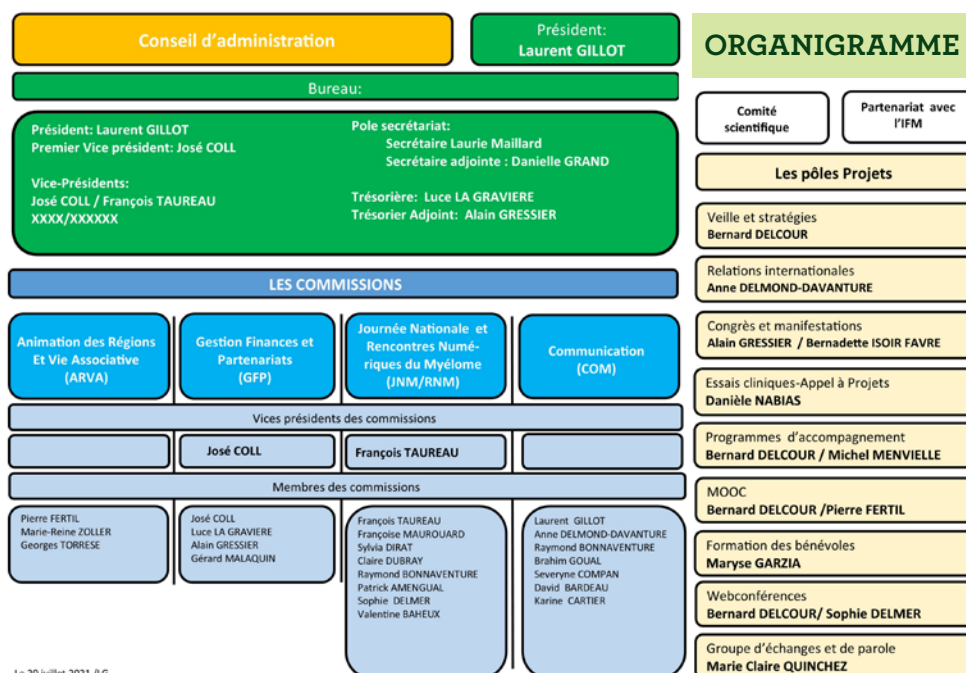 Conseil d'administration
Président:
Laurent GILLOT
ORGANIGRAMME
Bureau:
Président: Laurent GILLOT
Premier Vice président: José COLL
Vice-Présidents:
José COLL / François TAUREAU
XXXX/XXXXXX
Pole secrétariat:
Secrétaire Laurie Maillard
Secrétaire adjointe : Danielle GRAND
Trésorière: Luce LA GRAVIERE
Trésorier Adjoint: Alain GRESSIER
Comité
scientifique
Partenariat avec
l'IFM
Les pôles Projets
Veille et stratégies
Bernard DELCOUR
Relations internationales
Anne DELMOND-DAVANTURE
Congrès et manifestations
Alain GRESSIER / Bernadette ISOIR FAVRE
Essais cliniques-Appel à Projets
Danièle NABIAS
Programmes d'accompagnement
Bernard DELCOUR / Michel MENVIELLE
MOOC
Bernard DELCOUR /Pierre FERTIL
Formation des bénévoles
Maryse GARZIA
Webconférences
Bernard DELCOUR/ Sophie DELMER
Groupe d'échanges et de parole
Marie Claire QUINCHEZ
LES COMMISSIONS
Animation des Régions
Et Vie Associative
(ARVA)
Gestion Finances et
Partenariats
(GFP)
Journée Nationale et
Rencontres Numé-
riques du Myélome
(JNM/RNM)
Communication
(COM)
Vices présidents des commissions
José COLL
François TAUREAU
Membres des commissions
Pierre FERTIL
Marie-Reine ZOLLER
Georges TORRESE
José COLL
Luce LA GRAVIERE
Alain GRESSIER
Gérard MALAQUIN
François TAUREAU
Françoise MAUROUARD
Sylvia DIRAT
Claire DUBRAY
Raymond BONNAVENTURE
Patrick AMENGUAL
Sophie DELMER
Valentine BAHEUX
Laurent GILLOT
Anne DELMOND-DAVANTURE
Raymond BONNAVENTURE
Brahim GOUAL
Severyne COMPAN
David BARDEAU
Karine CARTIER
Le 20 juillet 2021 /LG